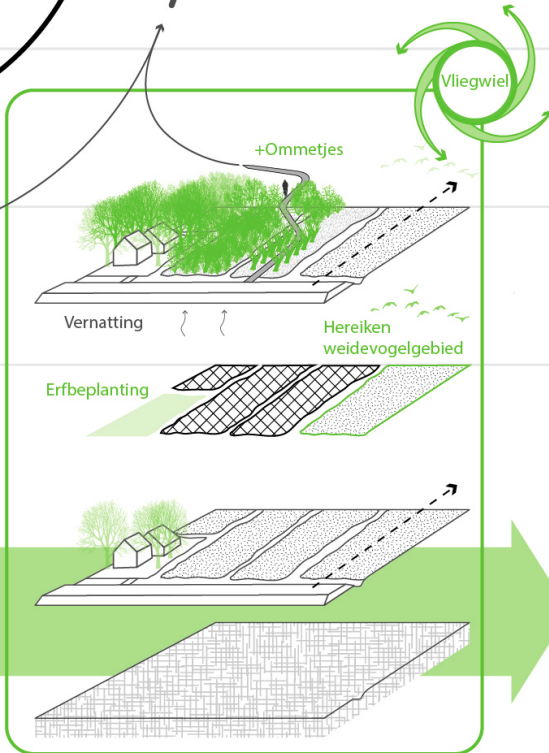 Vliegwiel
+Ommetjes
Vernatting
Hereiken
weidevogelgebied
Erfbeplanting